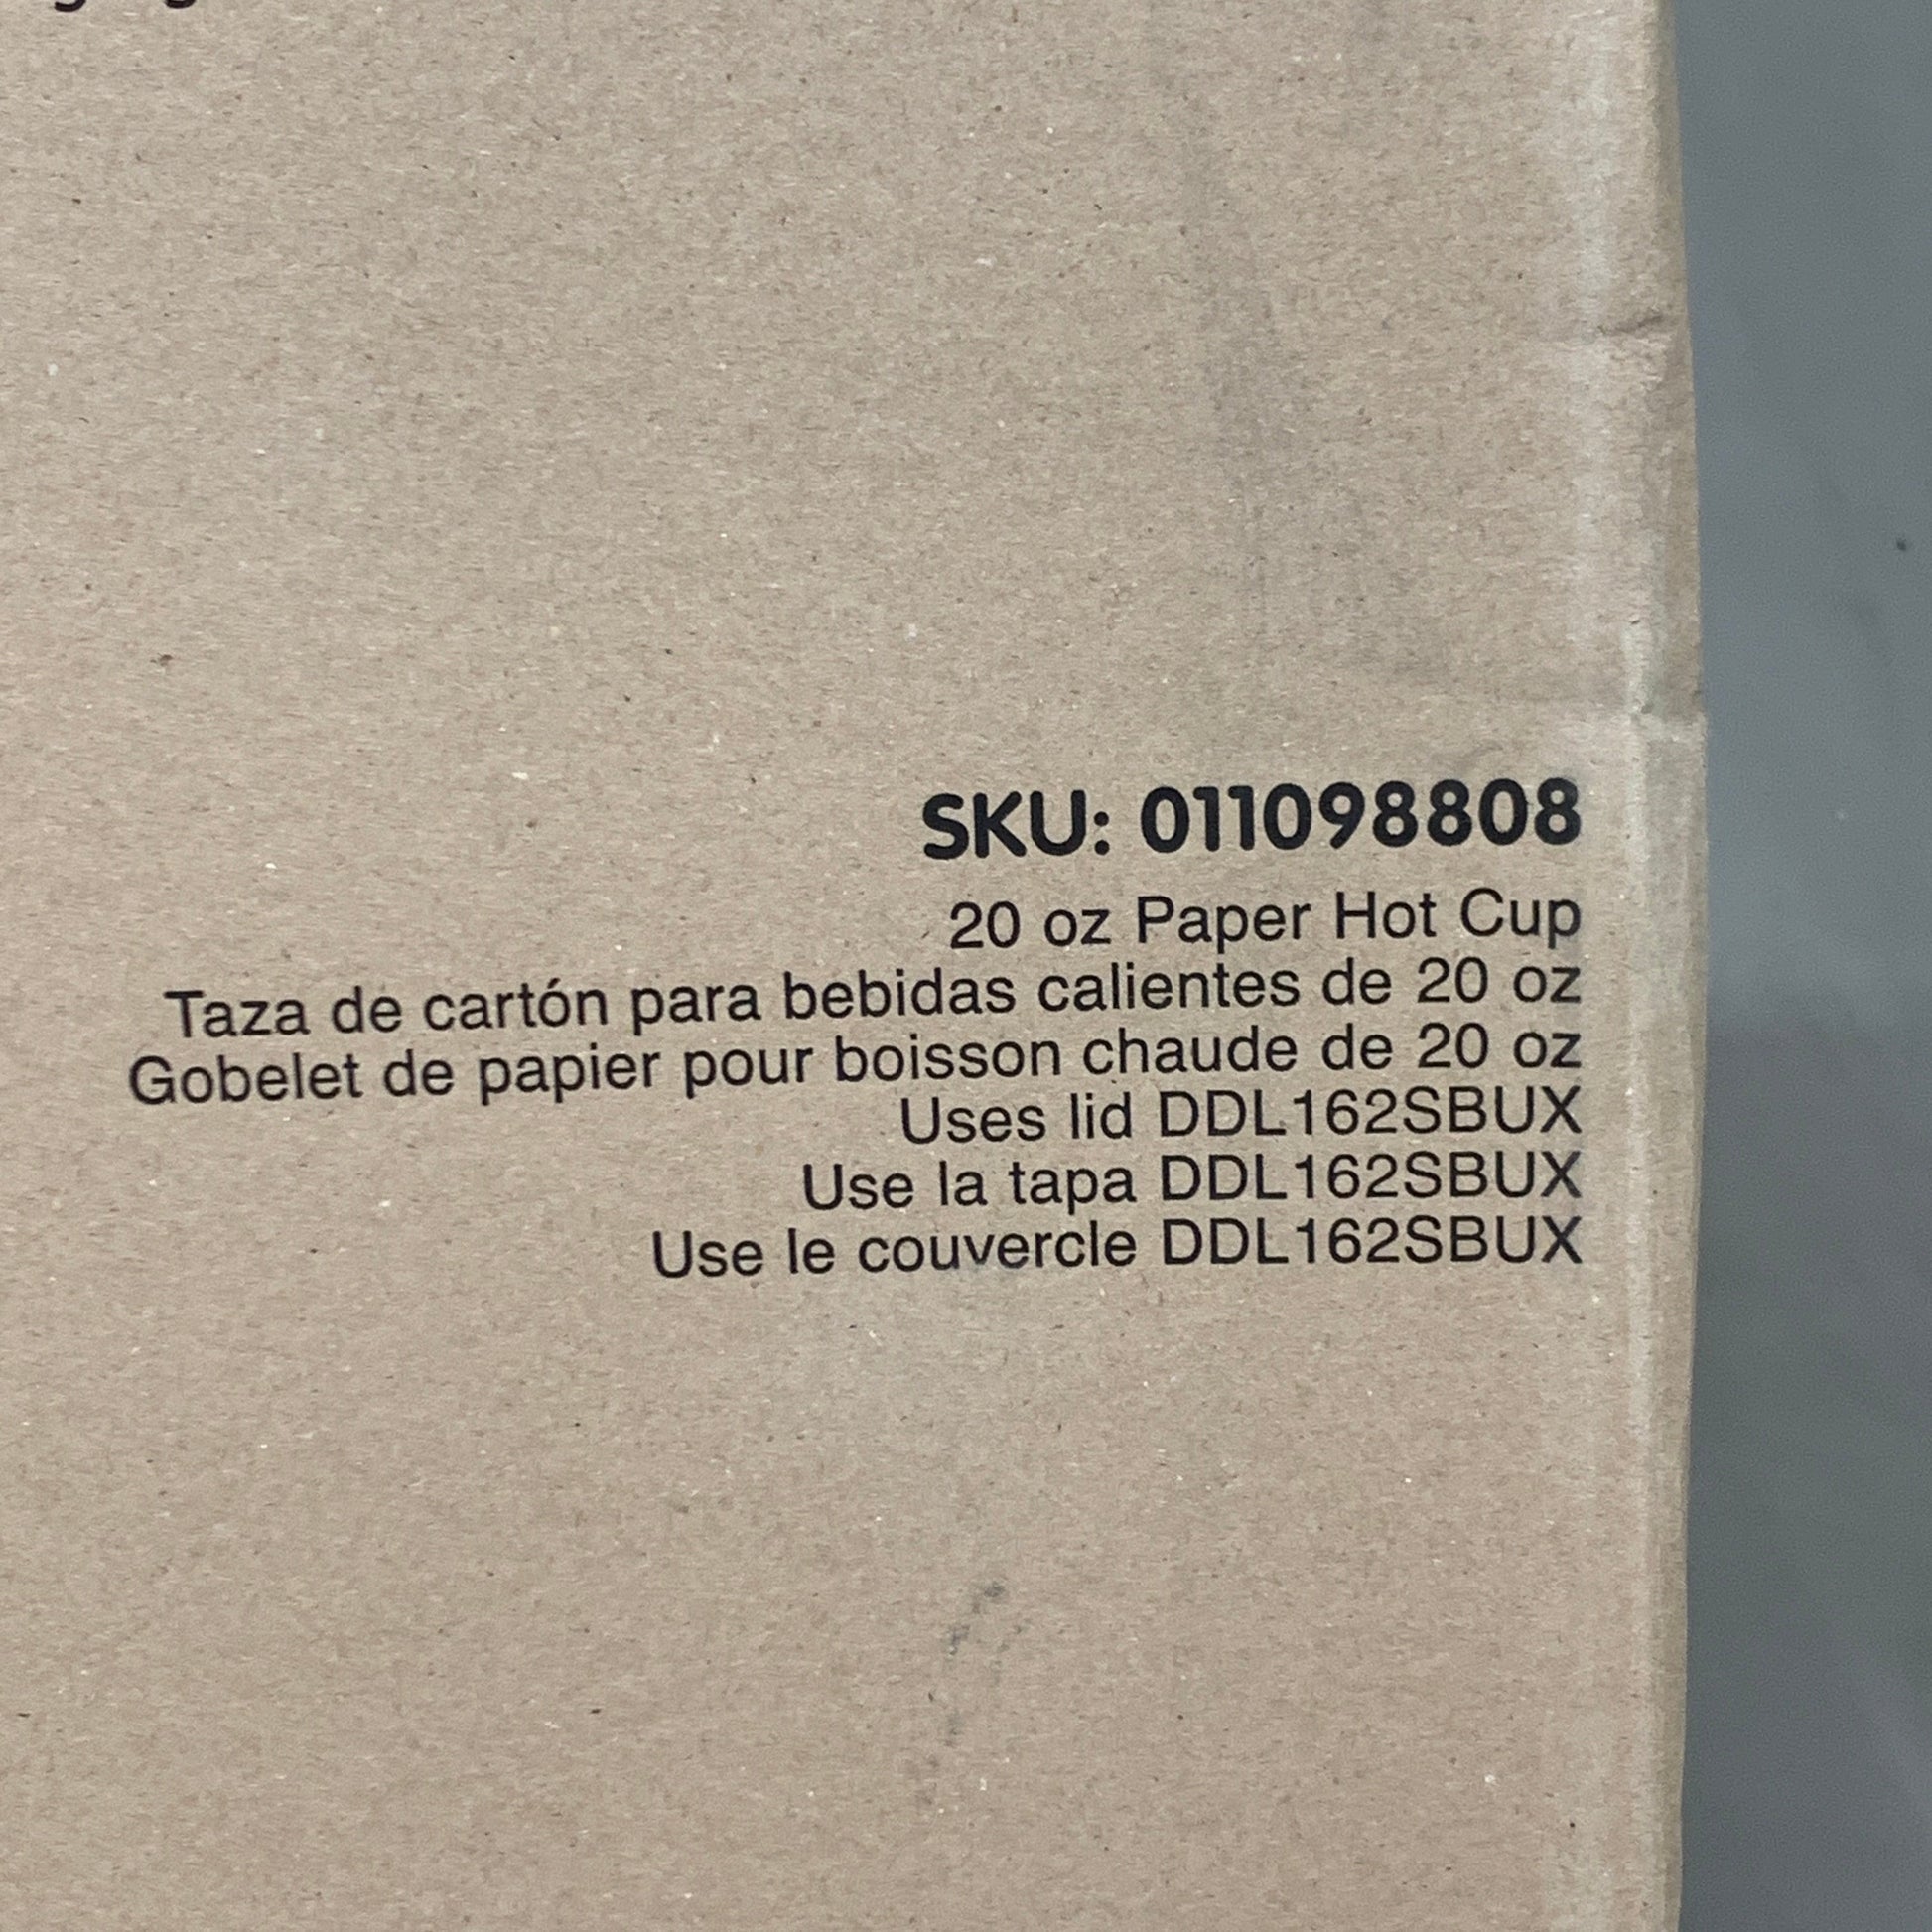 SKU: 011098808
20 oz Paper Hot Cup
Taza de cartón para bebidas calientes de 20 oz
Gobelet de papier pour boisson chaude de 20 oz
Uses lid DDL162SBUX
Use la tapa DDL162SBUX
Use le couvercle DDL162SBUX